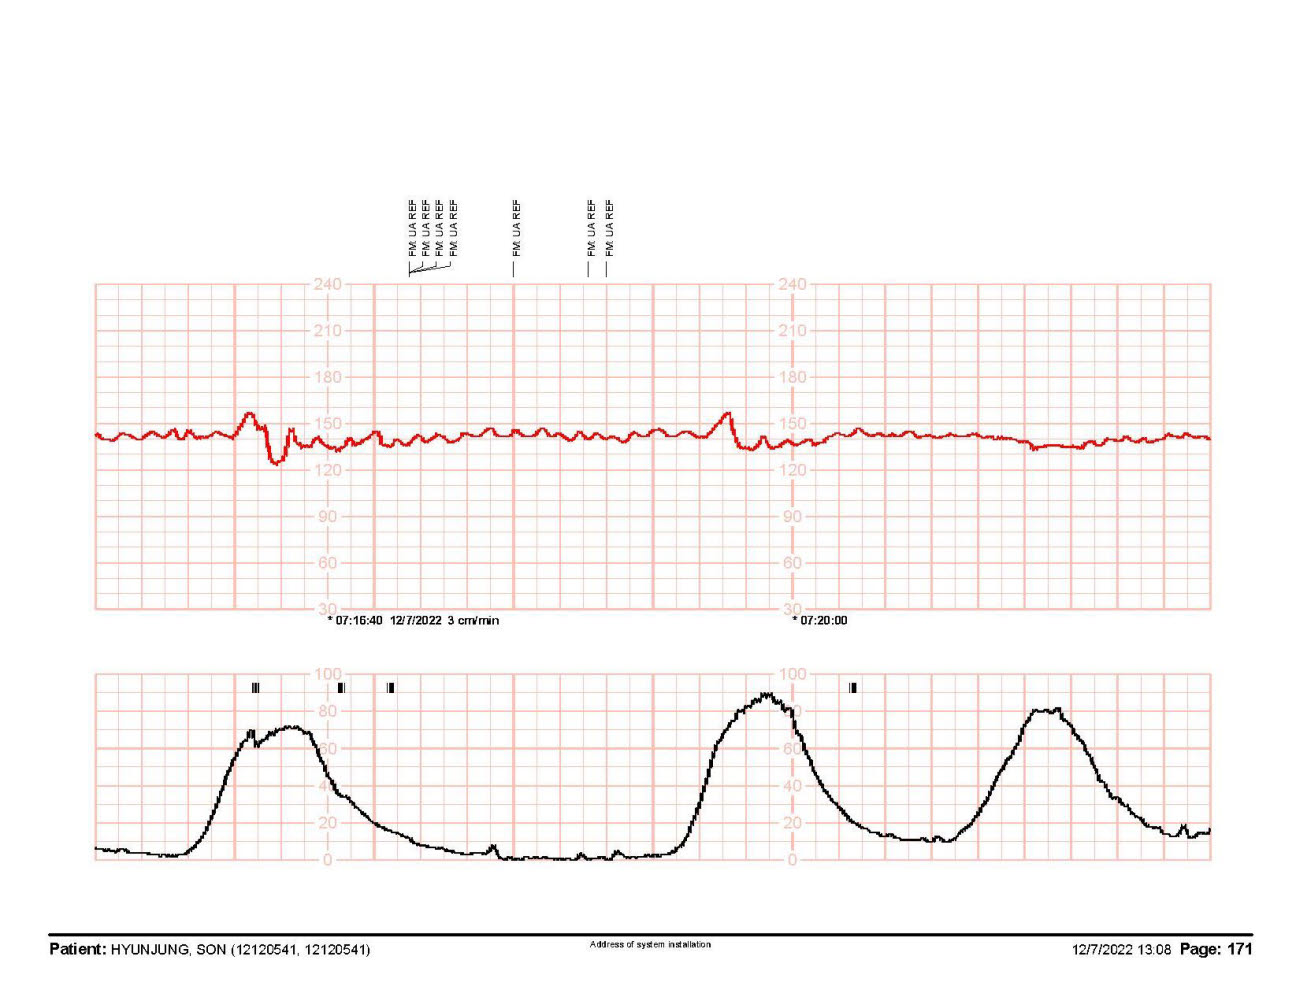 FM: UA REF
FM: UA REF
FM: UA REF
FM: UA REF
FM: UA REF
FM: UA REF
FM: UA REF
240 240
210 210
180 180
150 150
120 120
90 90
60 60
30 30
* 07:16:40 12/7/2022 3 cm/min * 07:20:00
100 100
80 80
60 60
40 40
20 20
0 0
Patient: HYUNJUNG, SON (12120541, 12120541) Address of system installation 12/7/2022 13:08 Page: 171